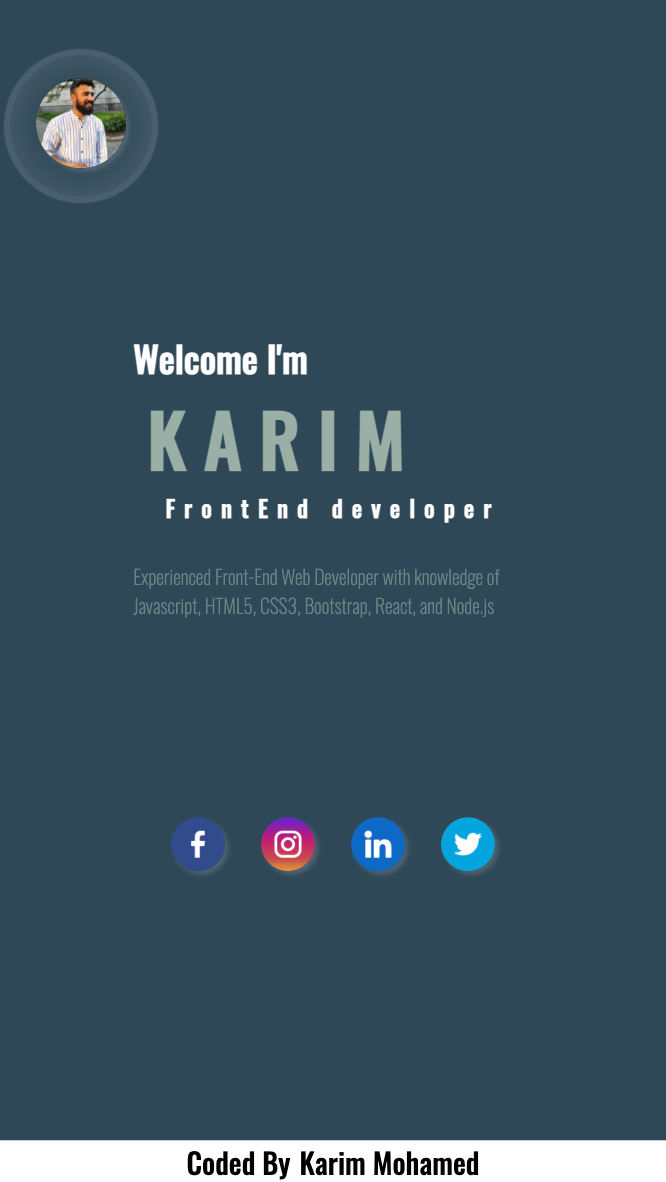 Welcome I'm
KARIM
FrontEnd developer
Experienced Front-End Web Developer with knowledge of
Javascript, HTML5, CSS3, Bootstrap, React, and Node.js
Coded By Karim Mohamed